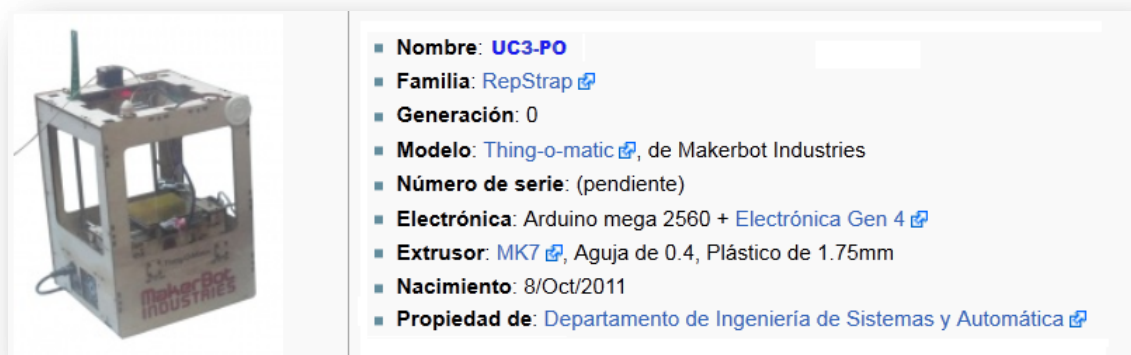 Nombre: UC3-PO
Familia: RepStrap
Generación: 0
Modelo: Thing-o-matic, de Makerbot Industries
Número de serie: (pendiente)
Electrónica: Arduino mega 2560 + Electrónica Gen 4
Extrusor: MK7, Aguja de 0.4, Plástico de 1.75mm
Nacimiento: 8/Oct/2011
Propiedad de: Departamento de Ingeniería de Sistemas y Automática
MakerBot
INDUSTRIES